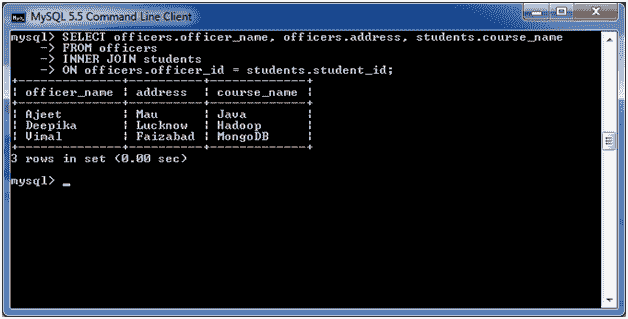 MySQL 5.5 Command Line Client
mysql> SELECT officers.officer_name, officers.address, students.course_name
    -> FROM officers
    -> INNER JOIN students
    -> ON officers.officer_id = students.student_id;
+--------------+-----------+-------------+
| officer_name | address   | course_name |
+--------------+-----------+-------------+
| Ajeet        | Mau       | Java        |
| Deepika      | Lucknow   | Hadoop      |
| Vimal        | Faizabad  | MongoDB     |
+--------------+-----------+-------------+
3 rows in set (0.00 sec)
mysql> _